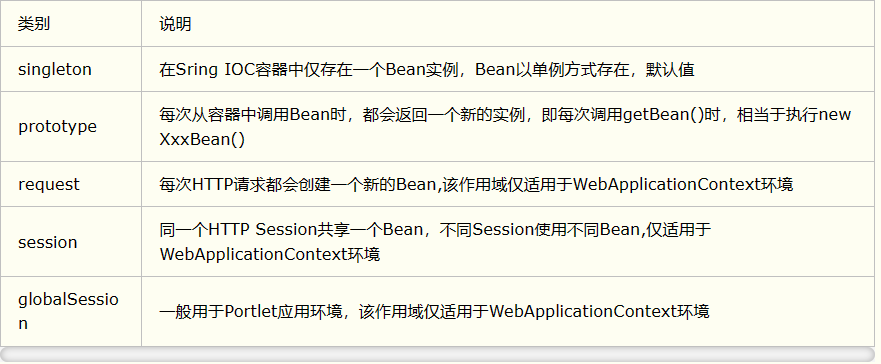 类别 说明
singleton 在Sring IOC容器中仅存在一个Bean实例，Bean以单例方式存在，默认值
prototype 每次从容器中调用Bean时，都会返回一个新的实例，即每次调用getBean()时，相当于执行new
XxxBean()
request 每次HTTP请求都会创建一个新的Bean,该作用域仅适用于WebApplicationContext环境
session 同一个HTTP Session共享一个Bean，不同Session使用不同Bean,仅适用于
WebApplicationContext环境
globalSessio
n 一般用于Portlet应用环境，该作用域仅适用于WebApplicationContext环境